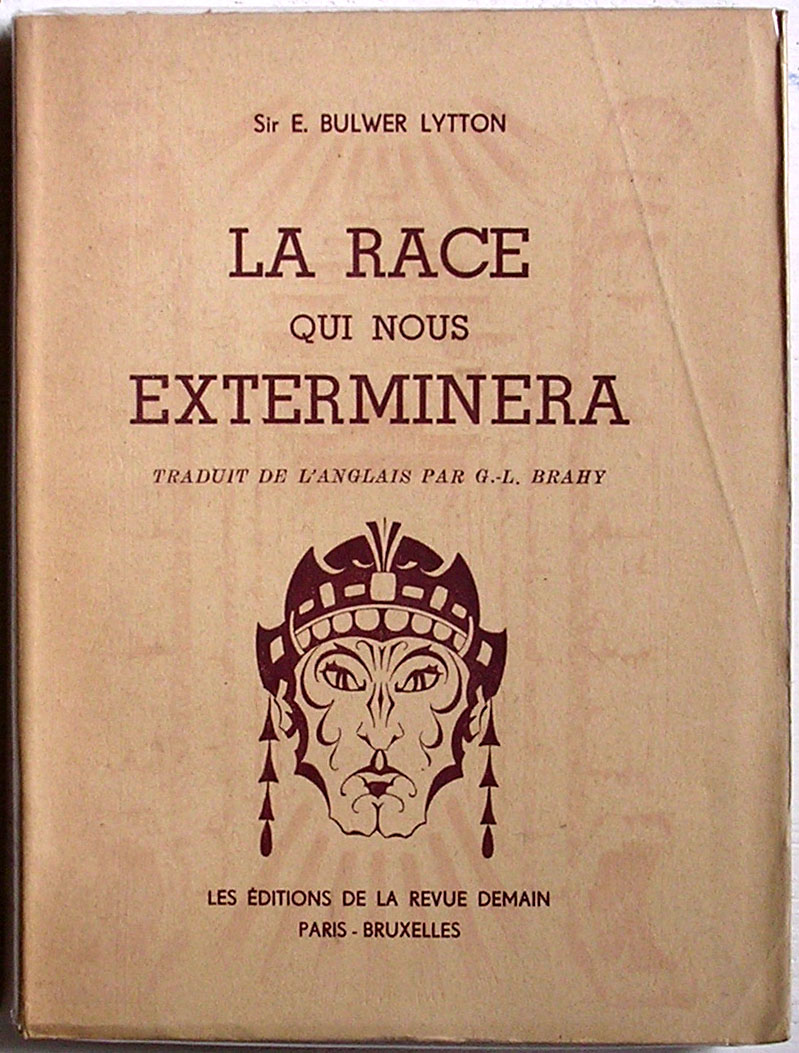 Sir E. BULWER LYTTON
LA RACE
QUI NOUS
EXTERMINERA
TRADUIT DE L'ANGLAIS PAR G.-L. BRAHY
LES ÉDITIONS DE LA REVUE DEMAIN
PARIS - BRUXELLES